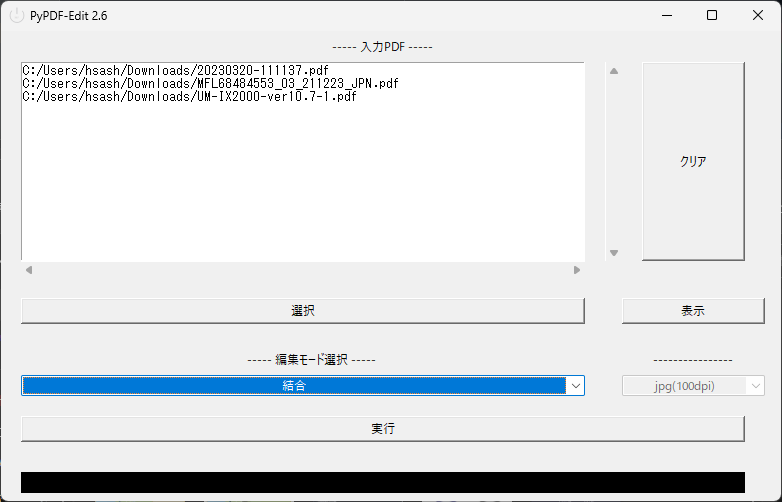 PyPDF-Edit 2.6
----- 入力PDF -----
C:/Users/hsash/Downloads/20230320-111137.pdf
C:/Users/hsash/Downloads/MFL68484553_03_211223_JPN.pdf
C:/Users/hsash/Downloads/UM-IX2000-ver10.7-1.pdf
クリア
選択
表示
----- 編集モード選択 -----
----------------
結合
jpg(100dpi)
実行